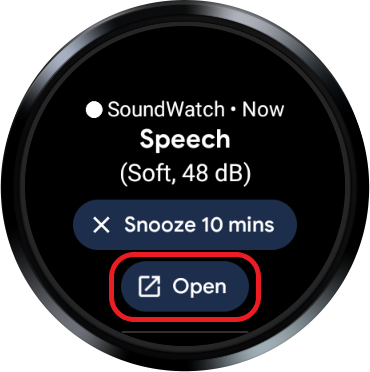 SoundWatch • Now
Speech
(Soft, 48 dB)
Snooze 10 mins
Open